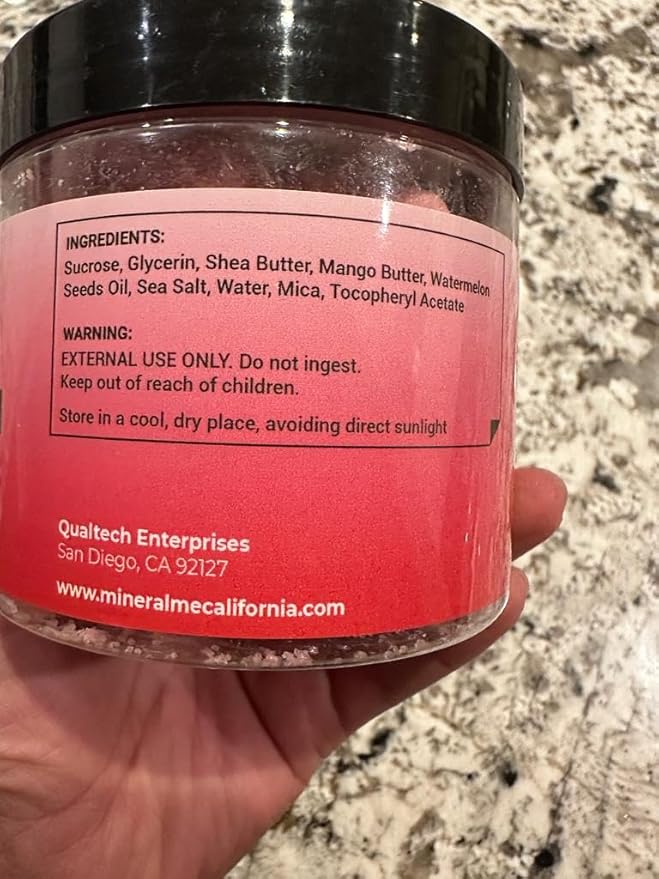 INGREDIENTS:
Sucrose, Glycerin, Shea Butter, Mango Butter, Watermelon
Seeds Oil, Sea Salt, Water, Mica, Tocopheryl Acetate
WARNING:
EXTERNAL USE ONLY. Do not ingest.
Keep out of reach of children.
Store in a cool, dry place, avoiding direct sunlight
Qualtech Enterprises
San Diego, CA 92127
www.mineralmecalifornia.com